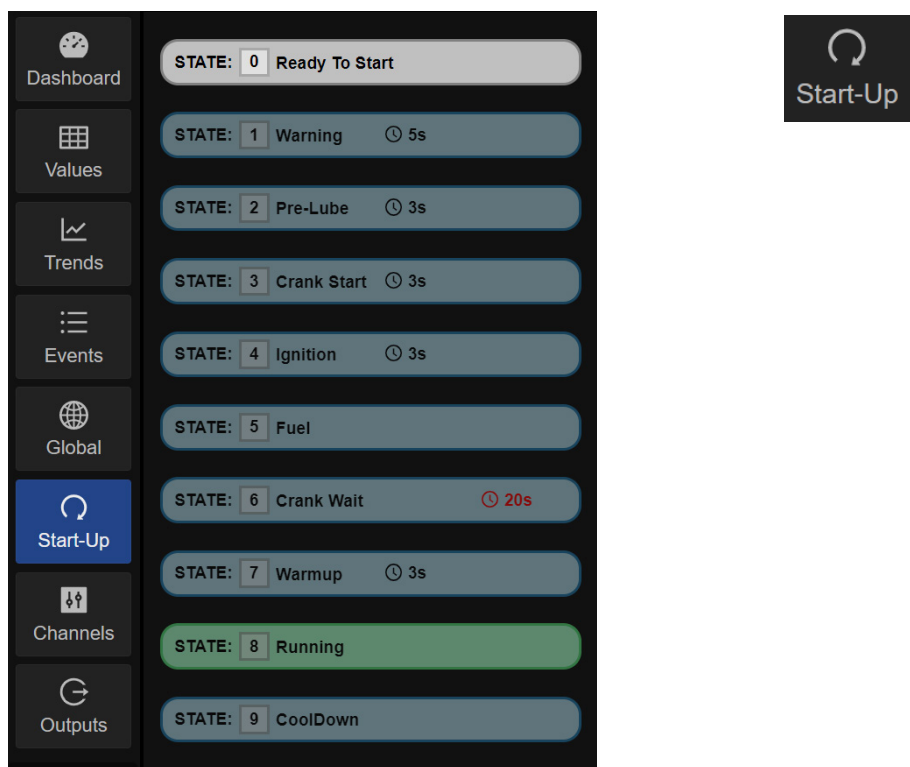 Dashboard
Values
Trends
Events
Global
Start-Up
Channels
Outputs
STATE: 0 Ready To Start
STATE: 1 Warning 5s
STATE: 2 Pre-Lube 3s
STATE: 3 Crank Start 3s
STATE: 4 Ignition 3s
STATE: 5 Fuel
STATE: 6 Crank Wait 20s
STATE: 7 Warmup 3s
STATE: 8 Running
STATE: 9 CoolDown
Start-Up